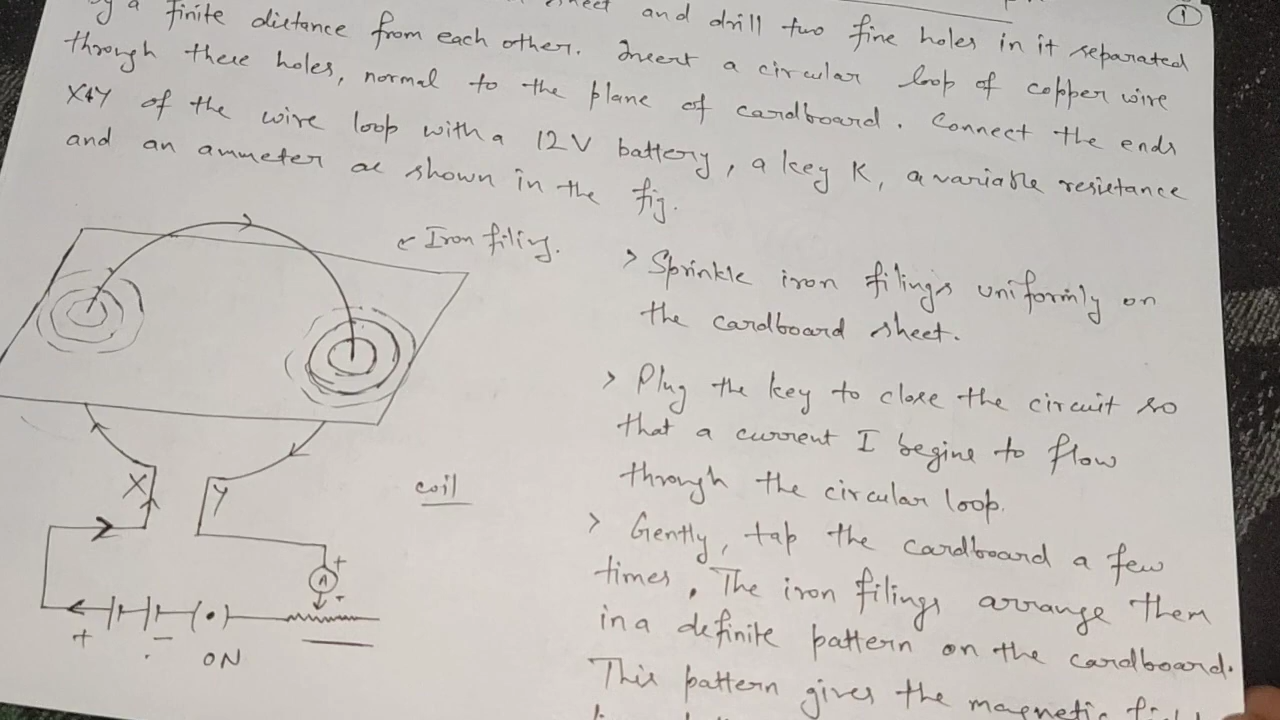 a finite distance from each other. Insert a circular loop of copper wire
and drill two fine holes in it separated
through these holes, normal to the plane of cardboard. Connect the ends
X&Y of the wire loop with a 12V battery, a key K, a variable resistance
and an ammeter as shown in the fig.
1
Iron filing.
> Sprinkle iron filings uniformly on
the cardboard sheet.
> Plug the key to close the circuit so
that a current I begins to flow
through the circular loop.
> Gently, tap the cardboard a few
times. The iron filings arrange them
in a definite pattern on the cardboard.
This pattern gives the magnetic
X
Y
coil
+
A
-
+
-
ON